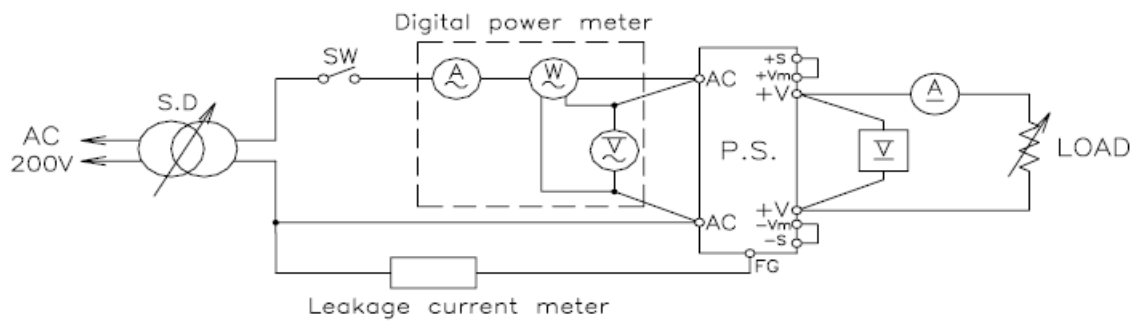 Digital power meter
SW
A
W
AC
+S
+Vm
+V
A
S.D
AC
200V
V
P.S.
V
LOAD
AC
+V
-Vm
-S
FG
Leakage current meter